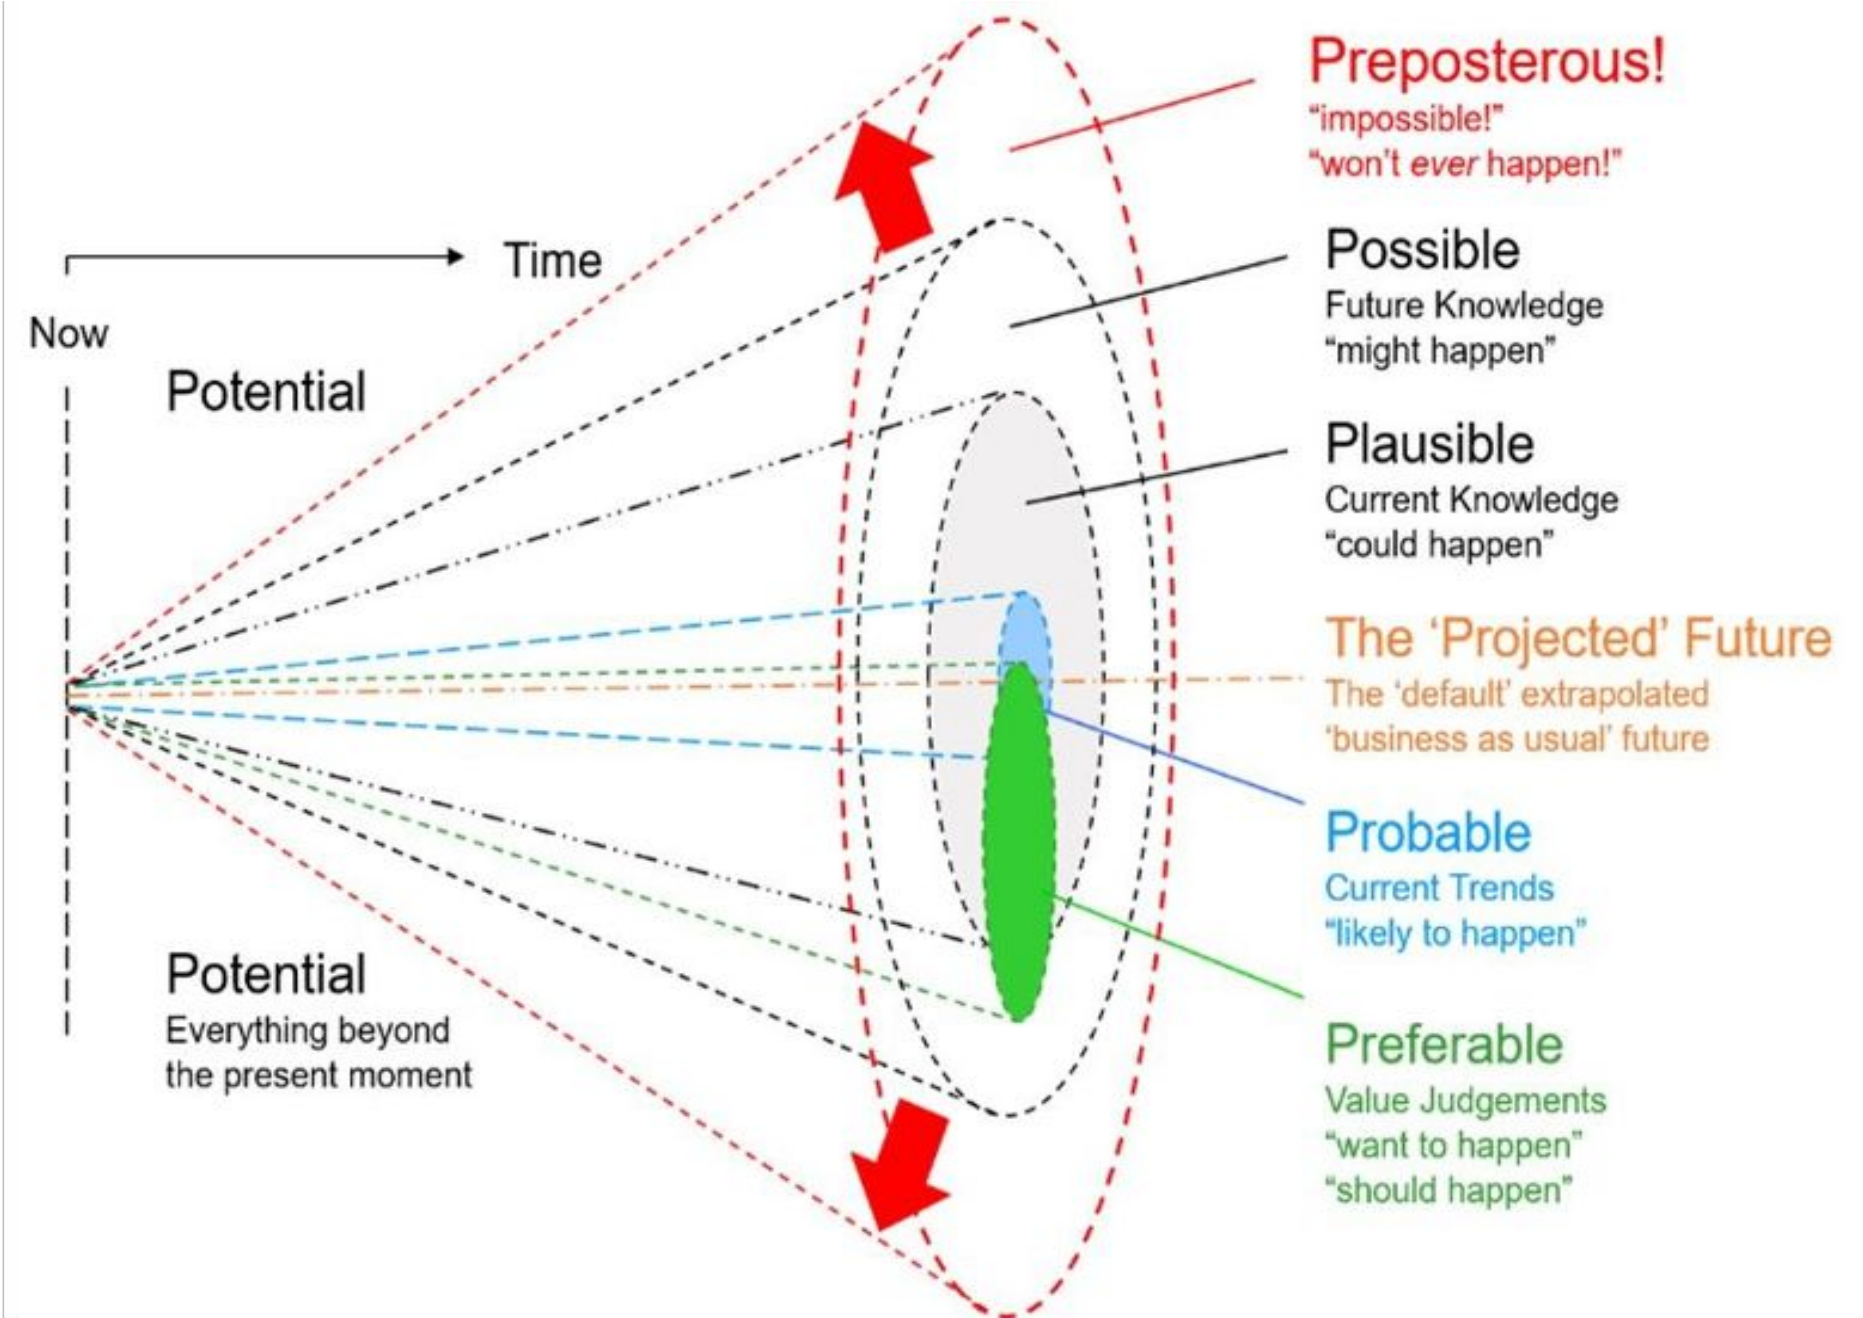 Preposterous!
“impossible!”
“won’t ever happen!”
Time
Now
Potential
Possible
Future Knowledge
“might happen”
Plausible
Current Knowledge
“could happen”
The ‘Projected’ Future
The ‘default’ extrapolated
‘business as usual’ future
Probable
Current Trends
“likely to happen”
Potential
Everything beyond
the present moment
Preferable
Value Judgements
“want to happen”
“should happen”